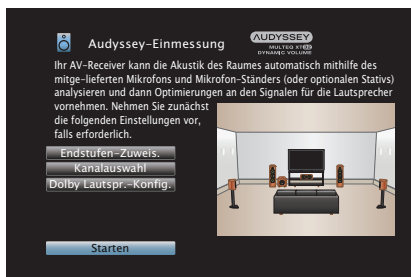 Audyssey-Einmessung
AUDYSSEY
MULTEQ XT32
DYNAMIC VOLUME
Ihr AV-Receiver kann die Akustik des Raumes automatisch mithilfe des
mitge-lieferten Mikrofons und Mikrofon-Ständers (oder optionalen Stativs)
analysieren und dann Optimierungen an den Signalen für die Lautsprecher
vornehmen. Nehmen Sie zunächst
die folgenden Einstellungen vor,
falls erforderlich.
Endstufen-Zuweis.
Kanalauswahl
Dolby Lautspr.-Konfig.
Starten